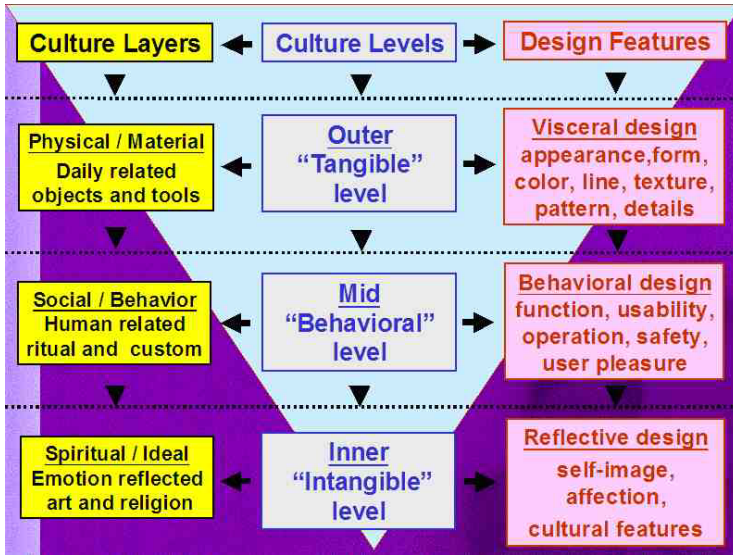 Culture Layers
Culture Levels
Design Features
Physical / Material
Daily related
objects and tools
Outer
“Tangible”
level
Visceral design
appearance,form,
color, line, texture,
pattern, details
Social / Behavior
Human related
ritual and custom
Mid
“Behavioral”
level
Behavioral design
function, usability,
operation, safety,
user pleasure
Spiritual / Ideal
Emotion reflected
art and religion
Inner
“Intangible”
level
Reflective design
self-image,
affection,
cultural features